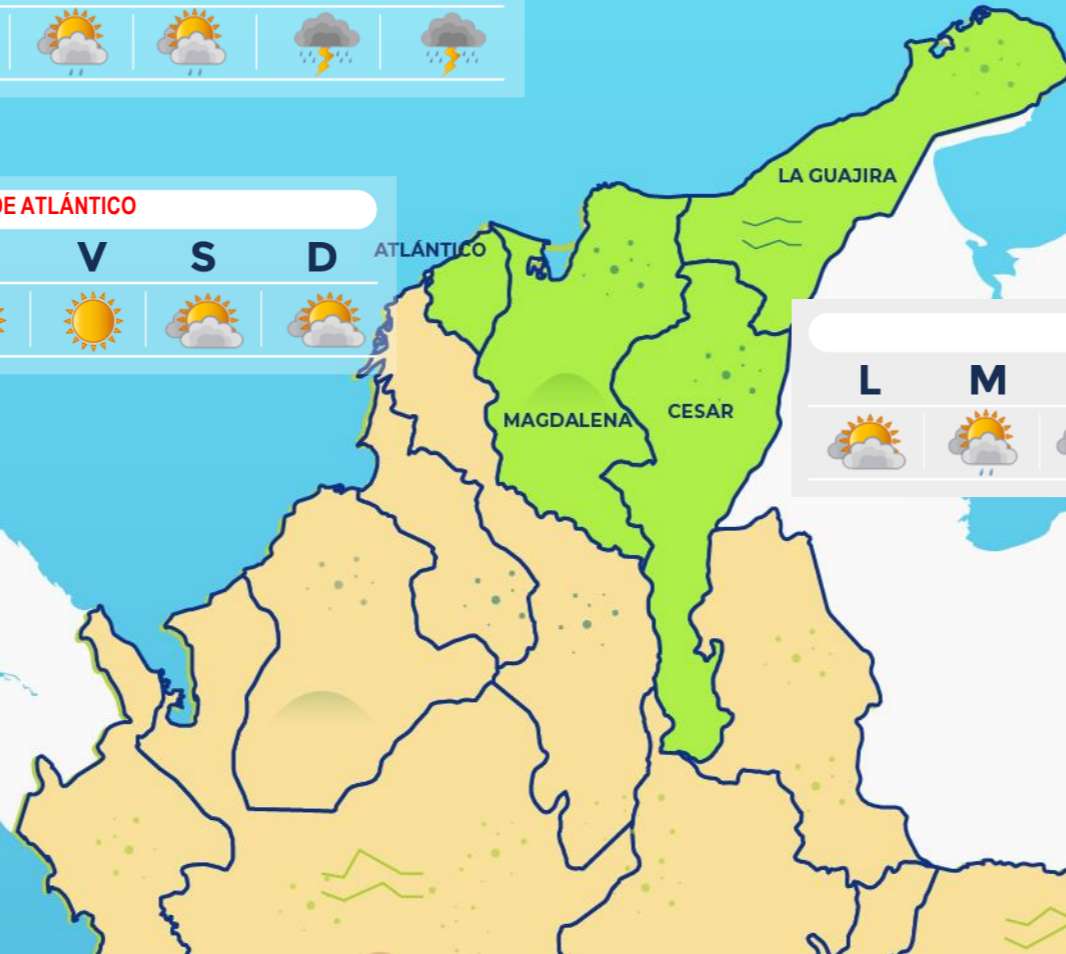 LA GUAJIRA
DE ATLÁNTICO
V S D
ATLÁNTICO
L M
MAGDALENA
CESAR